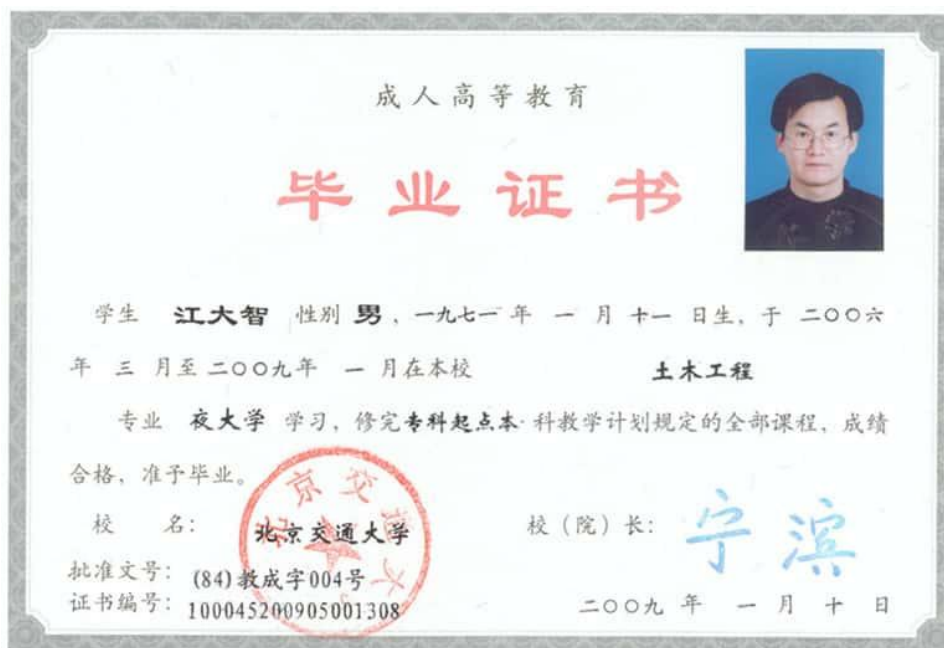 成人高等教育
毕业证书
学生 江大智 性别 男，一九七一 年 一 月 十一 日生，于 二〇〇六
年 三 月至 二〇〇九年 一 月在本校 土木工程
专业 夜大学 学习，修完专科起点本 科教学计划规定的全部课程，成绩
合格，准予毕业。
校 名： 北京交通大学
校（院）长： 宁滨
批准文号： (84)教成字004号
证书编号： 100045200905001308
二〇〇九 年 一 月 十 日
北京交通大学